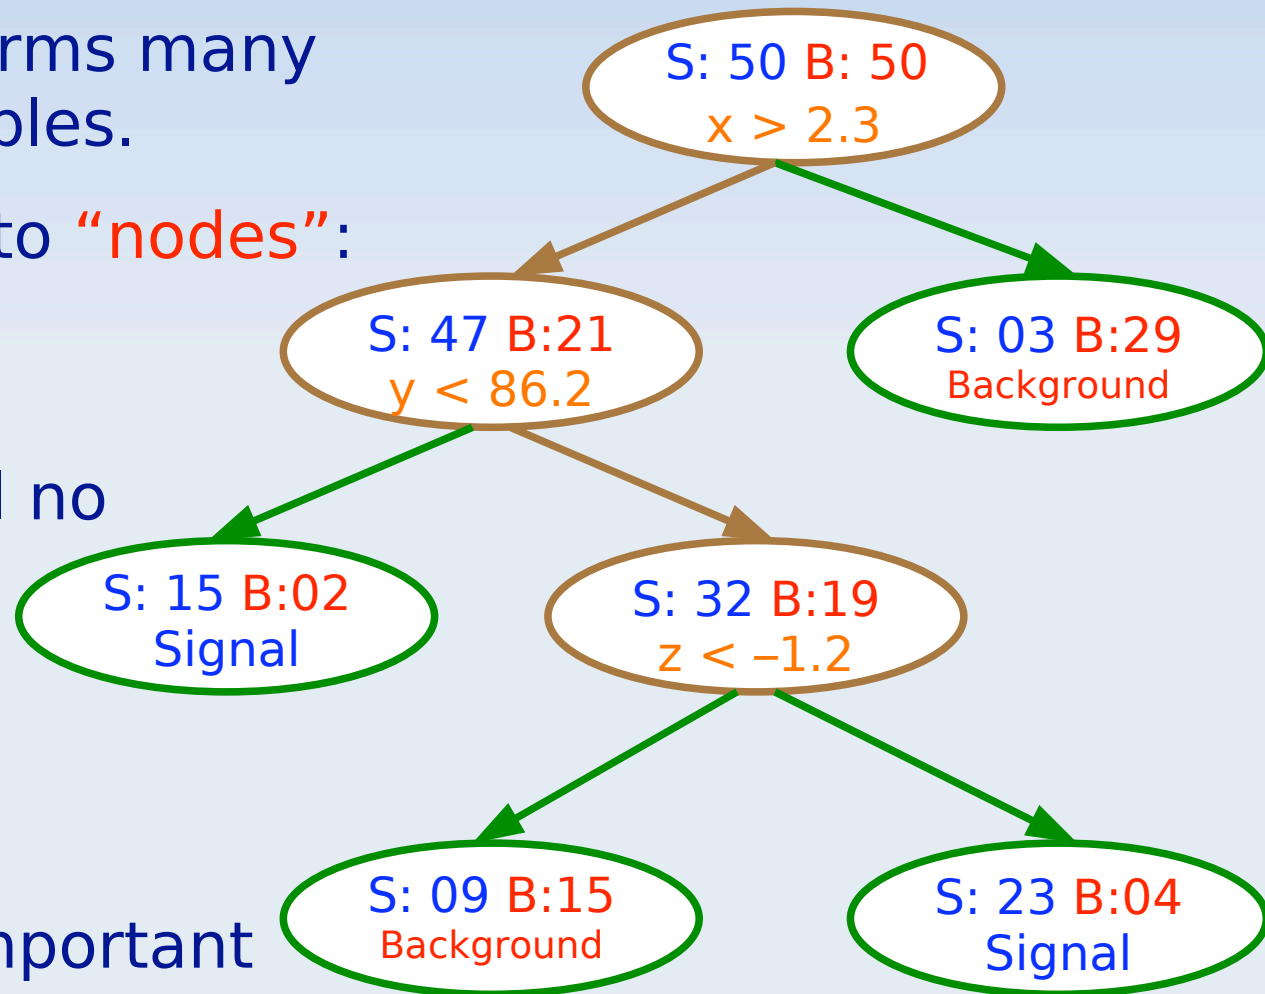 rms many
ples.
to “nodes”:
no
mportant
S: 50 B: 50
x > 2.3
S: 47 B:21
y < 86.2
S: 03 B:29
Background
S: 15 B:02
Signal
S: 32 B:19
z < –1.2
S: 09 B:15
Background
S: 23 B:04
Signal